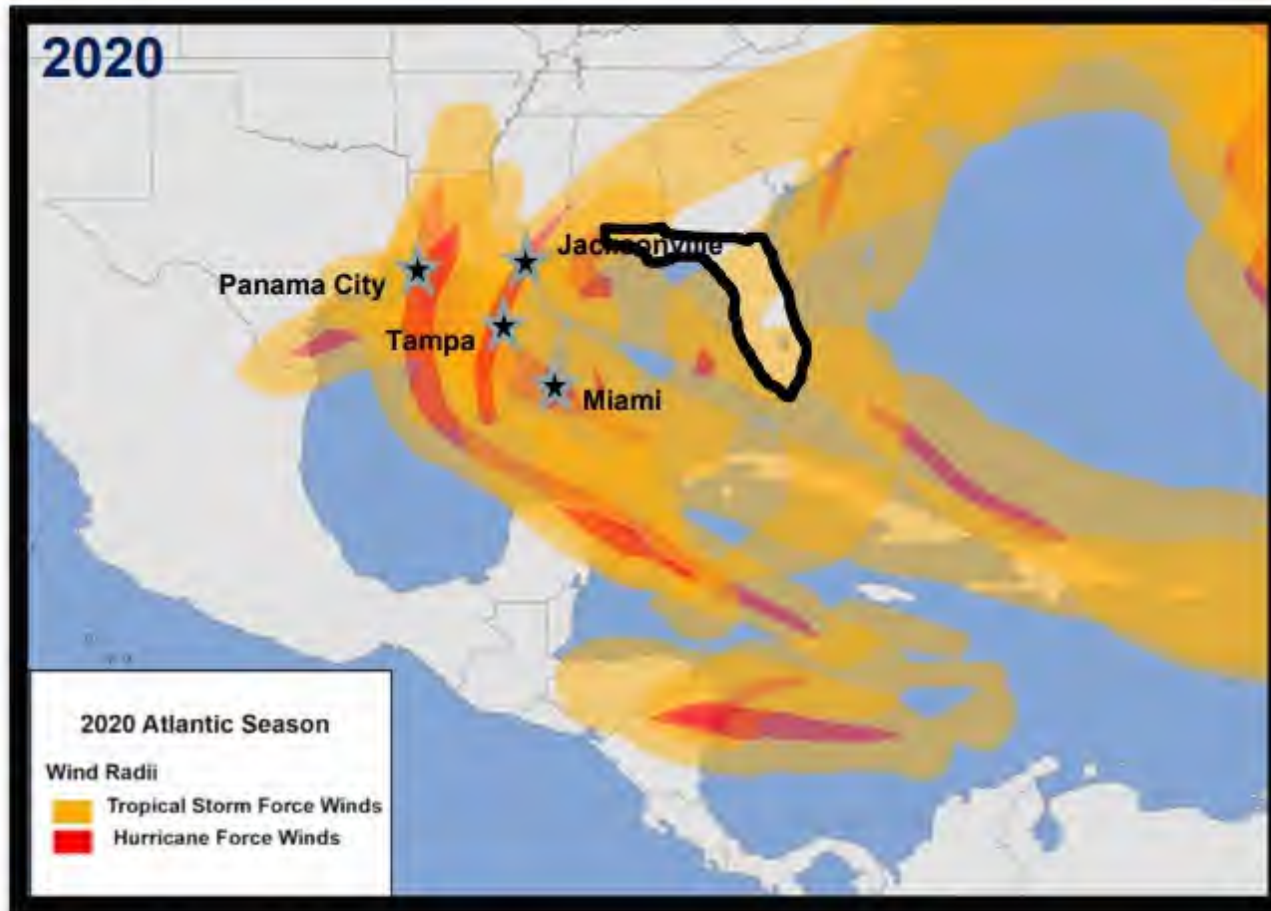 2020
Jacksonville
Panama City
Tampa
Miami
2020 Atlantic Season
Wind Radii
Tropical Storm Force Winds
Hurricane Force Winds